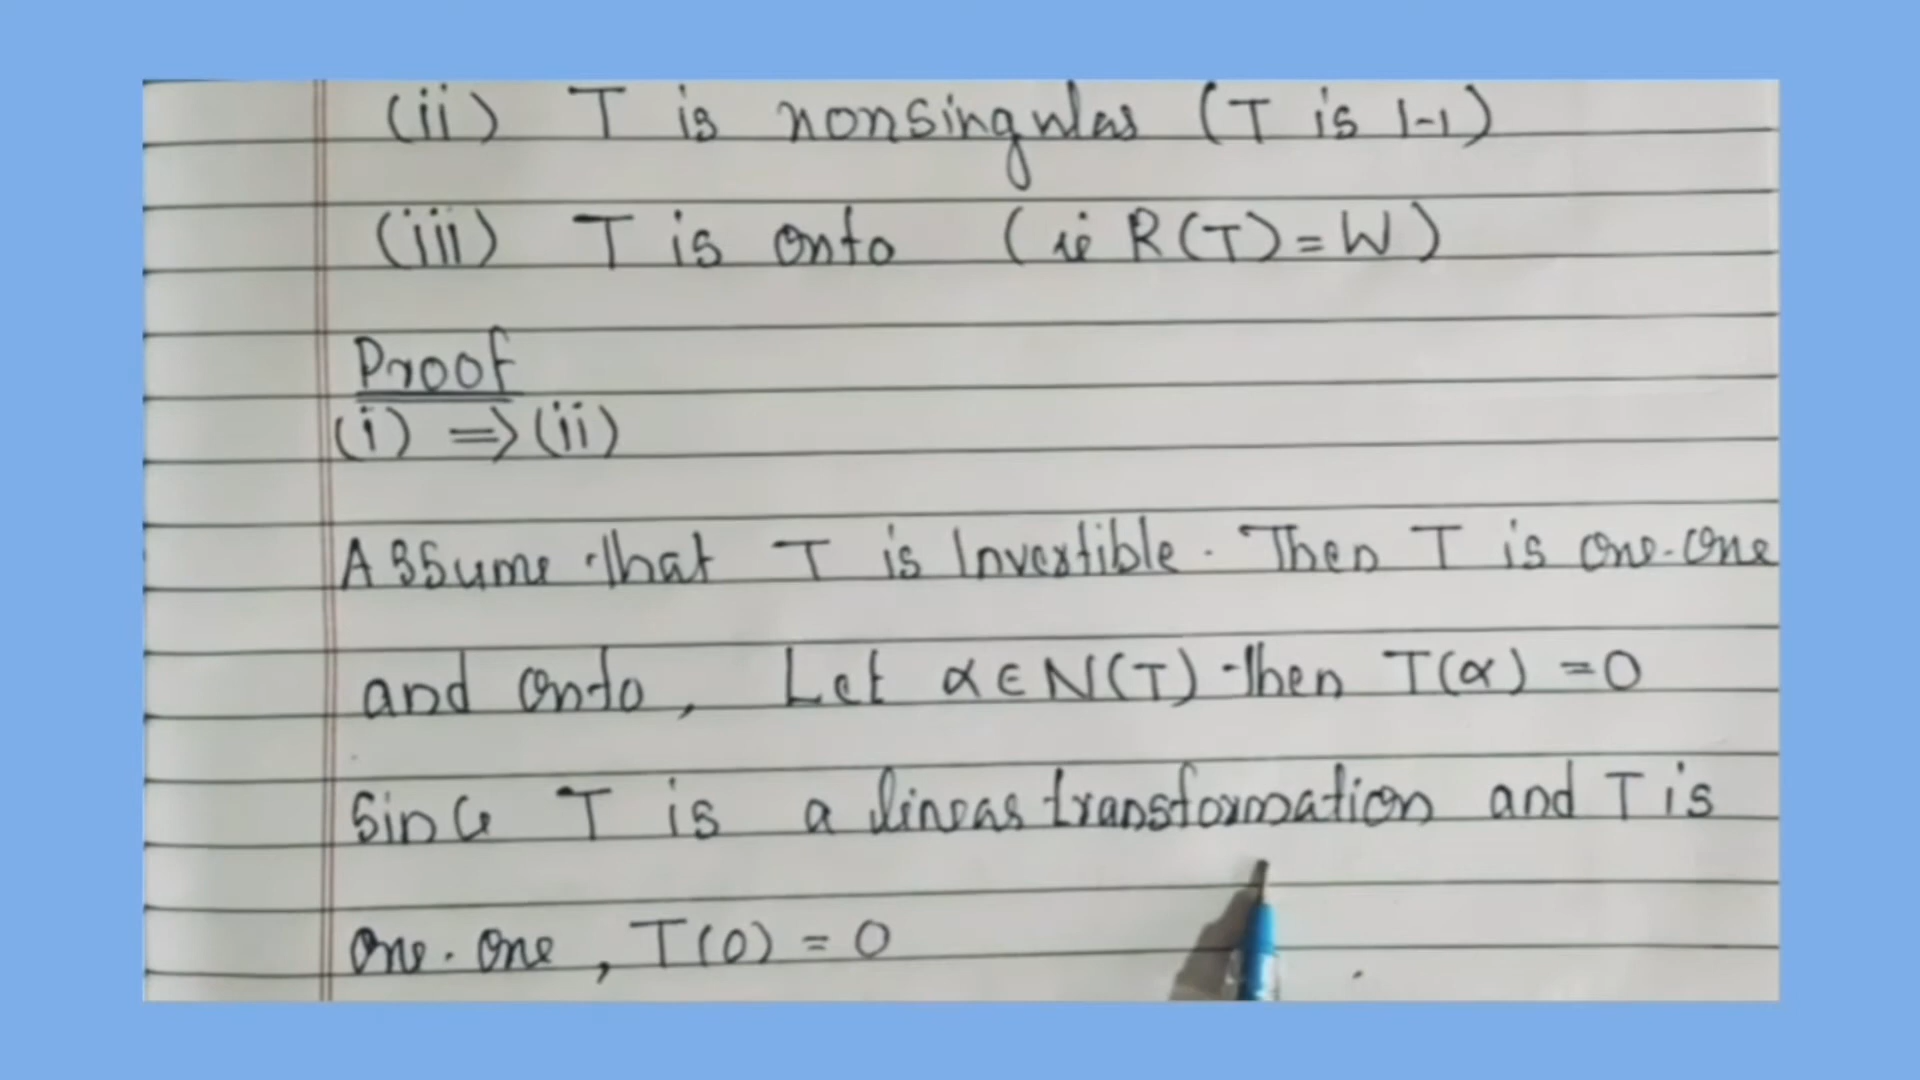 (ii) T is nonsingular (T is 1-1)
(iii) T is onto (ie R(T)=W)
Proof
(i) ⇒ (ii)
Assume that T is Invertible. Then T is one-one
and onto, Let α∈N(T) then T(α) = 0
Since T is a linear transformation and T is
one-one, T(0) = 0